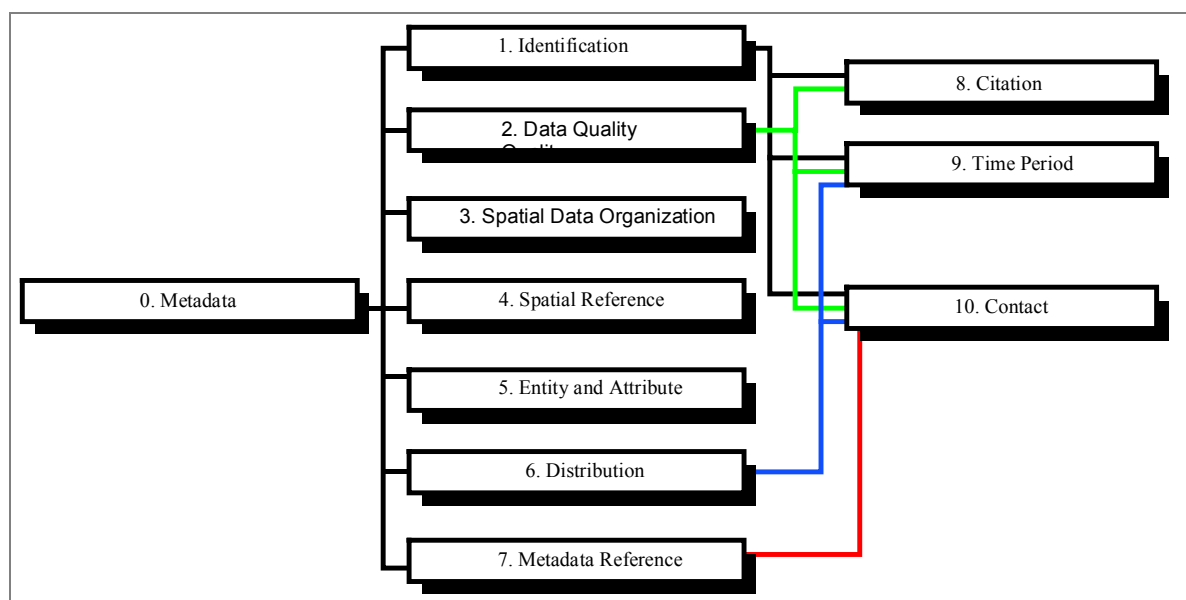 1. Identification
8. Citation
2. Data Quality
9. Time Period
3. Spatial Data Organization
0. Metadata
4. Spatial Reference
10. Contact
5. Entity and Attribute
6. Distribution
7. Metadata Reference